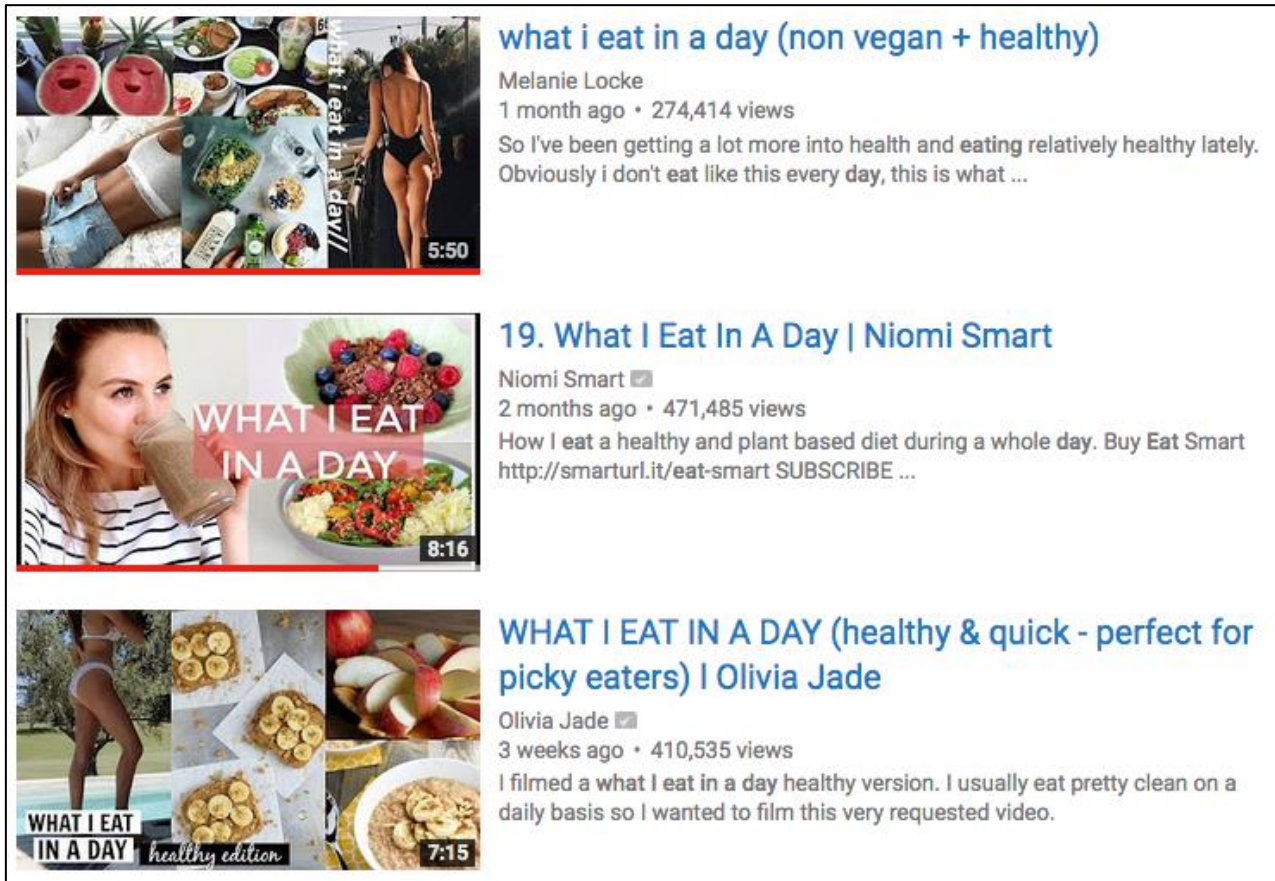 what i eat in a day//
5:50
what i eat in a day (non vegan + healthy)
Melanie Locke
1 month ago • 274,414 views
So I've been getting a lot more into health and eating relatively healthy lately.
Obviously i don't eat like this every day, this is what ...
WHAT I EAT
IN A DAY
8:16
19. What I Eat In A Day | Niomi Smart
Niomi Smart
2 months ago • 471,485 views
How I eat a healthy and plant based diet during a whole day. Buy Eat Smart
http://smarturl.it/eat-smart SUBSCRIBE ...
WHAT I EAT
IN A DAY healthy edition
7:15
WHAT I EAT IN A DAY (healthy & quick - perfect for
picky eaters) l Olivia Jade
Olivia Jade
3 weeks ago • 410,535 views
I filmed a what I eat in a day healthy version. I usually eat pretty clean on a
daily basis so I wanted to film this very requested video.